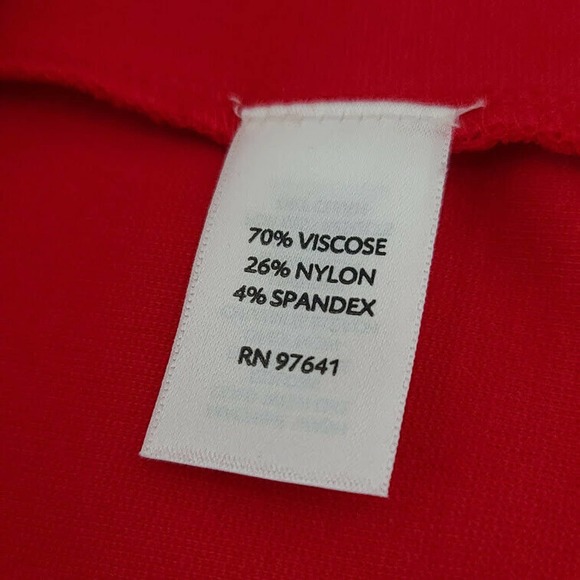 70% VISCOSE
26% NYLON
4% SPANDEX
RN 97641